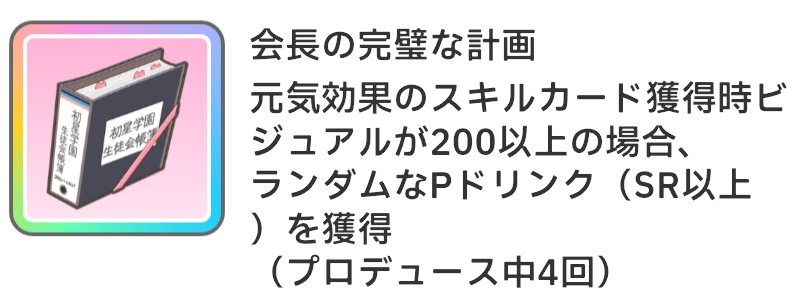 会長の完璧な計画
元気効果のスキルカード獲得時ビ
ジュアルが200以上の場合、
ランダムなPドリンク（SR以上
）を獲得
（プロデュース中4回）
初星学園
生徒会帳簿
初星学園
生徒会帳簿